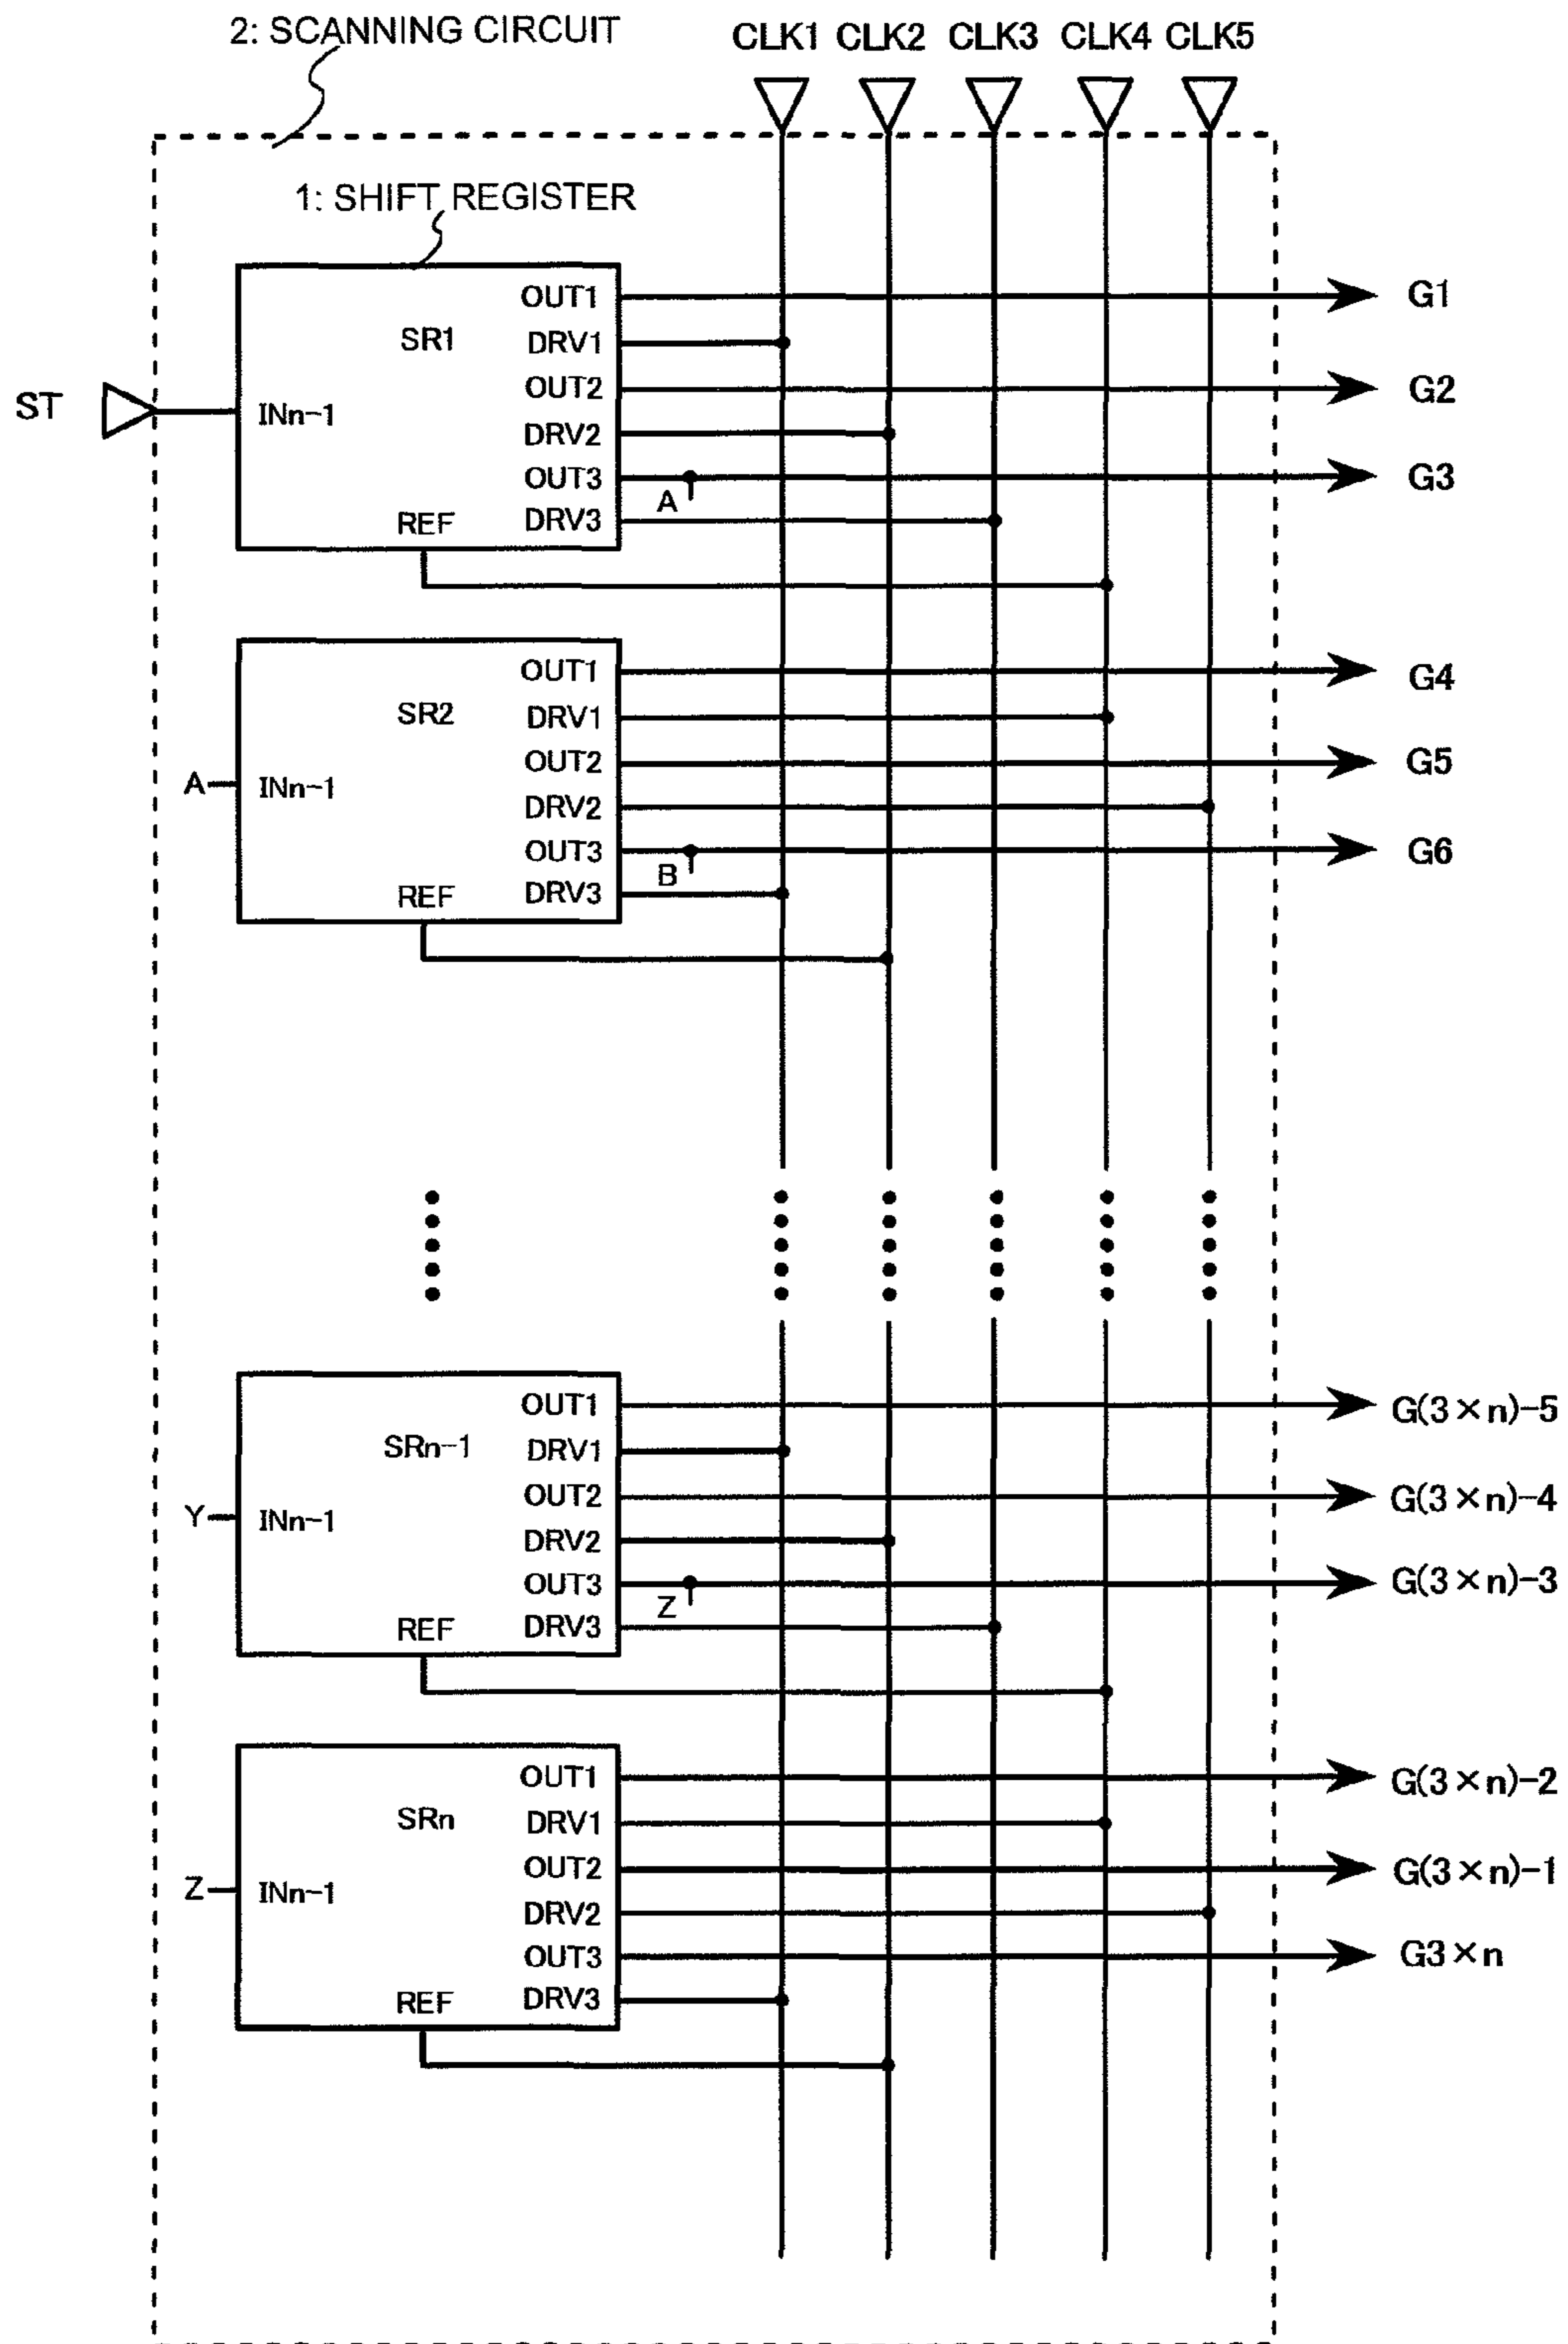 2: SCANNING CIRCUIT
CLK1 CLK2 CLK3 CLK4 CLK5
1: SHIFT REGISTER
OUT1
G1
SR1
DRV1
OUT2
G2
ST
INn-1
DRV2
OUT3
G3
A
REF
DRV3
OUT1
G4
SR2
DRV1
OUT2
G5
A
INn-1
DRV2
OUT3
G6
B
REF
DRV3
OUT1
G(3×n)-5
SRn-1
DRV1
OUT2
G(3×n)-4
Y
INn-1
DRV2
OUT3
G(3×n)-3
Z
REF
DRV3
OUT1
G(3×n)-2
SRn
DRV1
OUT2
G(3×n)-1
Z
INn-1
DRV2
OUT3
G3×n
REF
DRV3